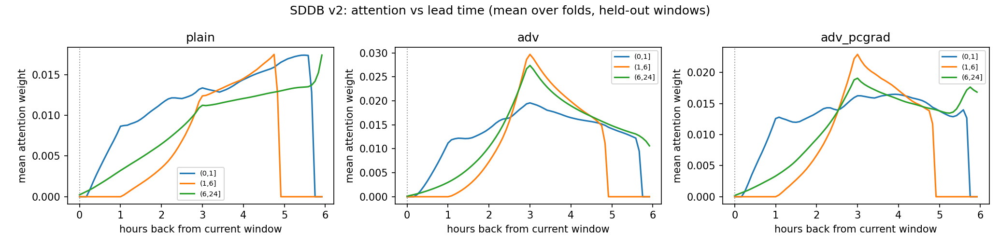 SDDB v2: attention vs lead time (mean over folds, held-out windows)
plain
mean attention weight
0.015
0.010
0.005
0.000
(0,1]
(1,6]
(6,24]
0 1 2 3 4 5 6
hours back from current window
adv
mean attention weight
0.030
0.025
0.020
0.015
0.010
0.005
0.000
(0,1]
(1,6]
(6,24]
0 1 2 3 4 5 6
hours back from current window
adv_pcgrad
mean attention weight
0.020
0.015
0.010
0.005
0.000
(0,1]
(1,6]
(6,24]
0 1 2 3 4 5 6
hours back from current window